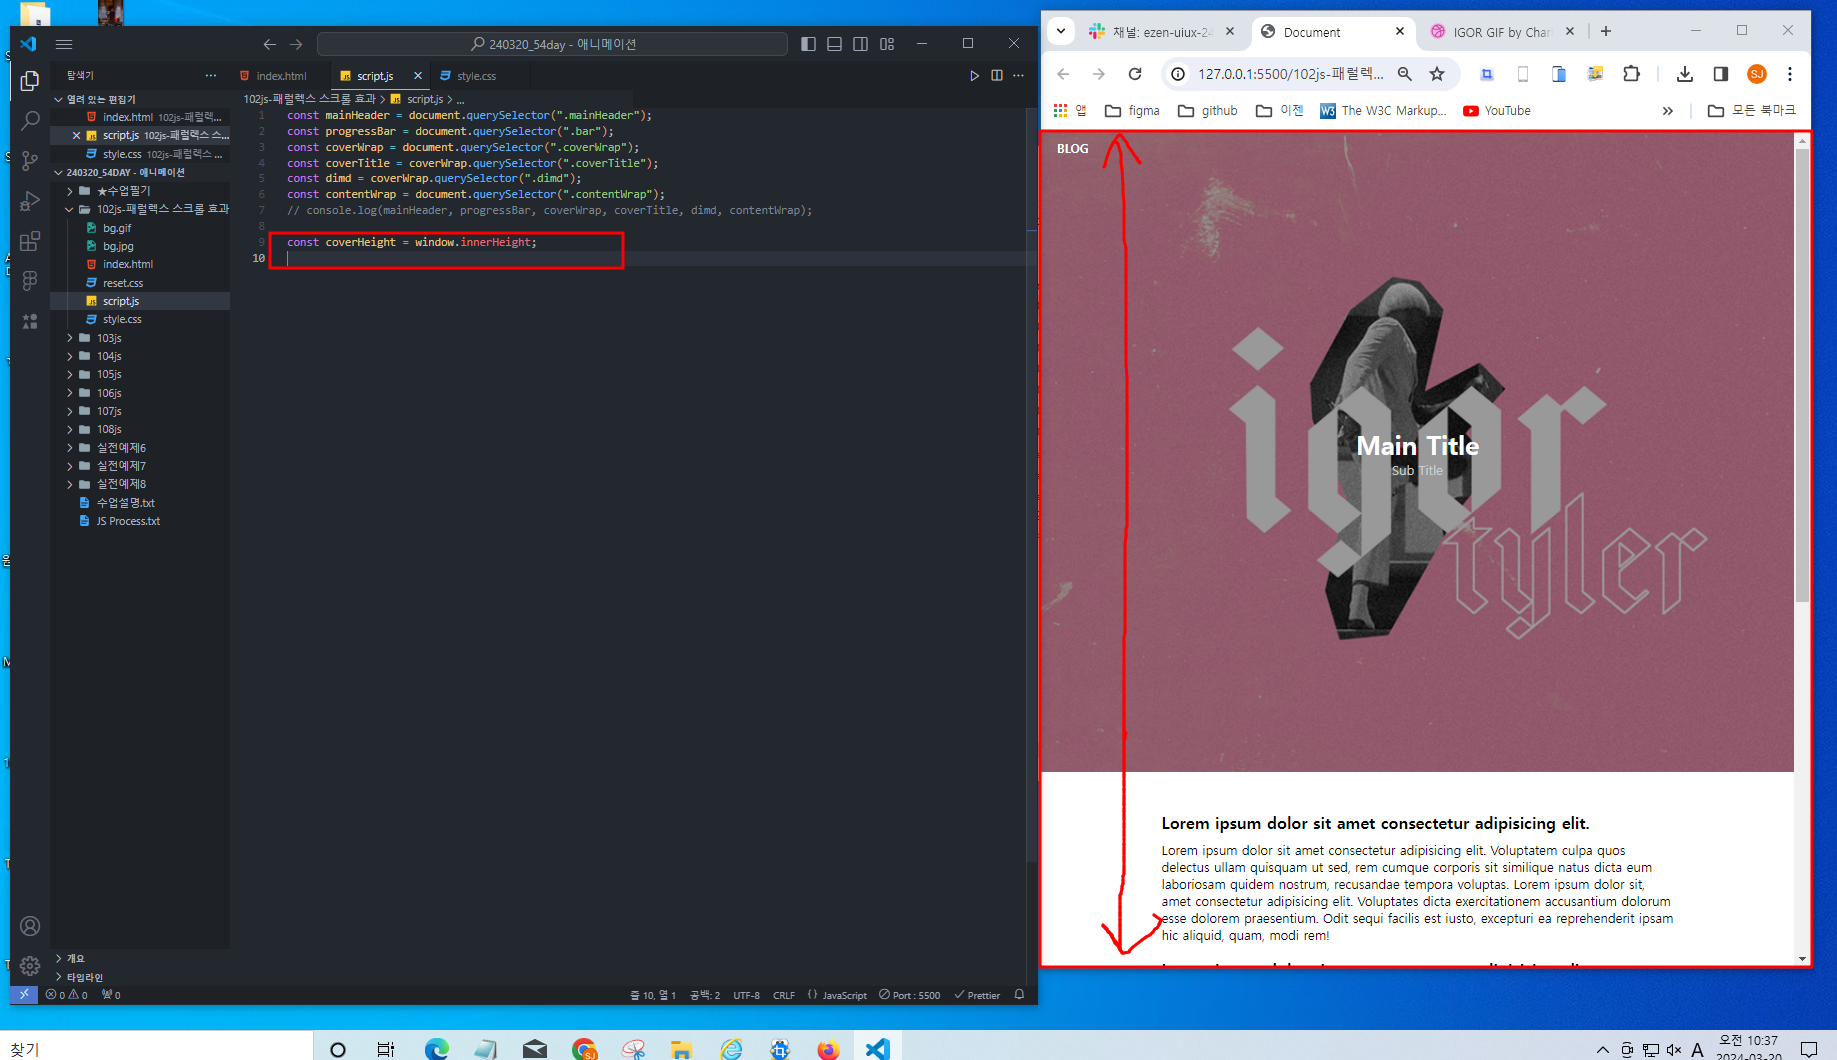 240320_54day - 애니메이션
탐색기
열려 있는 편집기
index.html 102js-패럴렉...
script.js 102js-패럴렉스 스...
style.css 102js-패럴렉스 ...
240320_54DAY - 애니메이션
★수업필기
102js-패럴렉스 스크롤 효과
bg.gif
bg.jpg
index.html
reset.css
script.js
style.css
103js
104js
105js
106js
107js
108js
실전예제6
실전예제7
실전예제8
수업설명.txt
JS Process.txt
개요
타임라인
index.html
script.js
style.css
102js-패럴렉스 스크롤 효과 > script.js > ...
1 const mainHeader = document.querySelector(".mainHeader");
2 const progressBar = document.querySelector(".bar");
3 const coverWrap = document.querySelector(".coverWrap");
4 const coverTitle = coverWrap.querySelector(".coverTitle");
5 const dimd = coverWrap.querySelector(".dimd");
6 const contentWrap = document.querySelector(".contentWrap");
7 // console.log(mainHeader, progressBar, coverWrap, coverTitle, dimd, contentWrap);
8
9 const coverHeight = window.innerHeight;
10
0 0 0
줄 10, 열 1
공백: 2
UTF-8
CRLF
JavaScript
Port : 5500
Prettier
채널: ezen-uiux-24
Document
IGOR GIF by Char
127.0.0.1:5500/102js-패럴렉...
SJ
앱
figma
github
이젠
The W3C Markup...
YouTube
모든 북마크
BLOG
igor
Main Title
Sub Title
tyler
Lorem ipsum dolor sit amet consectetur adipisicing elit.
Lorem ipsum dolor sit amet consectetur adipisicing elit. Voluptatem culpa quos
delectus ullam quisquam ut sed, rem cumque corporis sit similique natus dicta eum
laboriosam quidem nostrum, recusandae tempora voluptas. Lorem ipsum dolor sit,
amet consectetur adipisicing elit. Voluptates dicta exercitationem accusantium dolorum
esse dolorem praesentium. Odit sequi facilis est iusto, excepturi ea reprehenderit ipsam
hic aliquid, quam, modi rem!
찾기
A
오전 10:37
2024-03-20